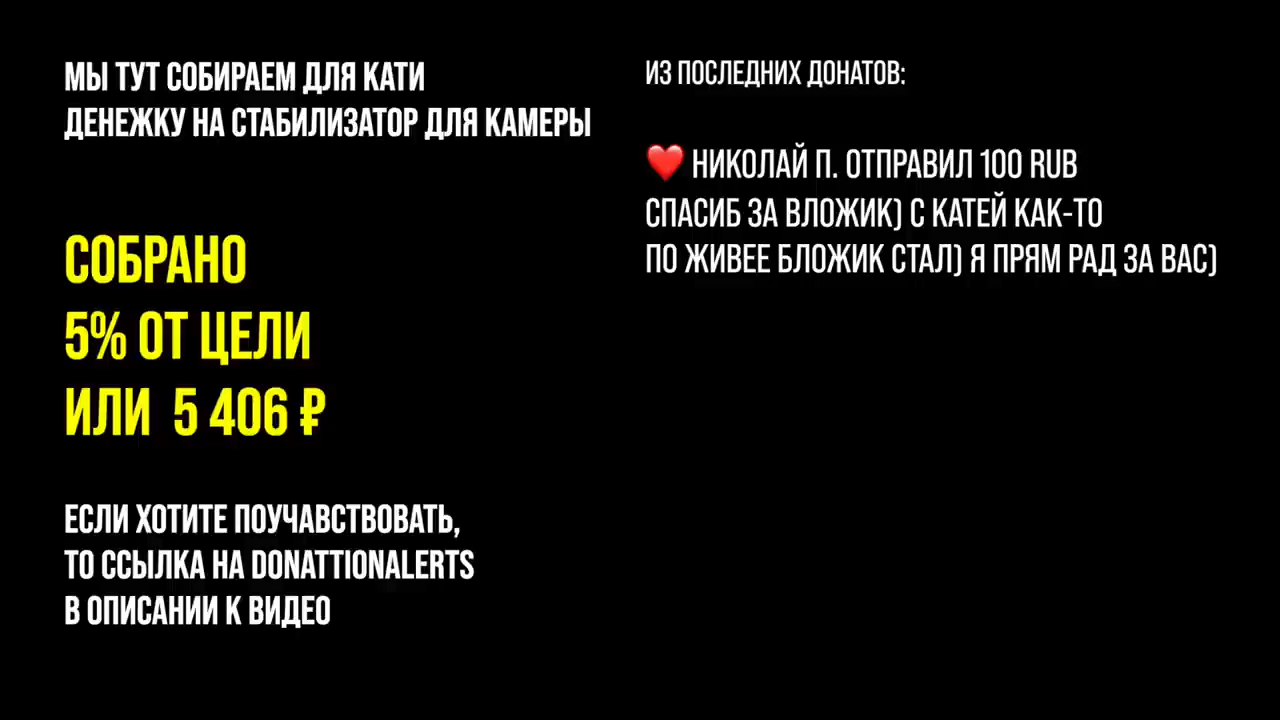 МЫ ТУТ СОБИРАЕМ ДЛЯ КАТИ
ДЕНЕЖКУ НА СТАБИЛИЗАТОР ДЛЯ КАМЕРЫ
СОБРАНО
5% ОТ ЦЕЛИ
ИЛИ 5 406 ₽
ЕСЛИ ХОТИТЕ ПОУЧАВСТВОВАТЬ,
ТО ССЫЛКА НА DONATTIONALERTS
В ОПИСАНИИ К ВИДЕО
ИЗ ПОСЛЕДНИХ ДОНАТОВ:
❤️ НИКОЛАЙ П. ОТПРАВИЛ 100 RUB
СПАСИБ ЗА ВЛОЖИК) С КАТЕЙ КАК-ТО
ПО ЖИВЕЕ БЛОЖИК СТАЛ) Я ПРЯМ РАД ЗА ВАС)